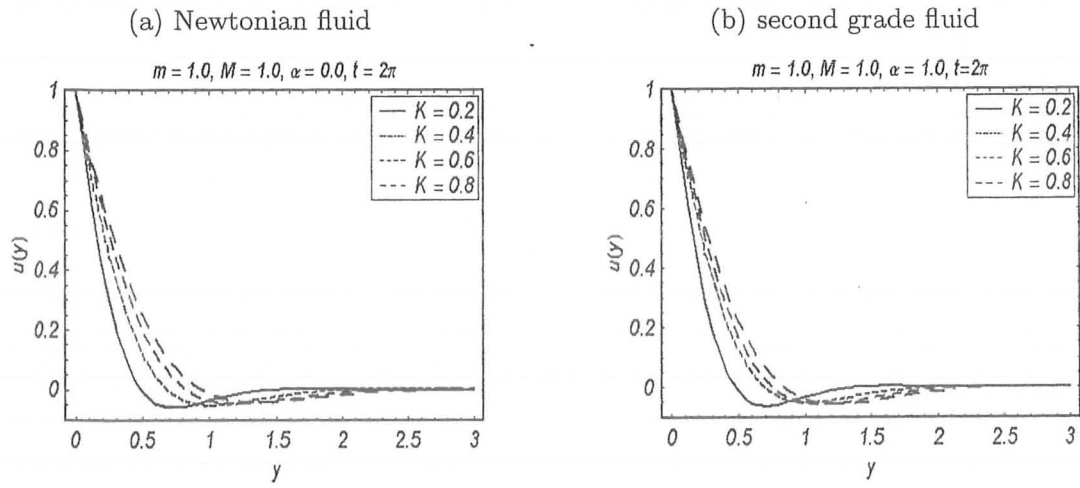 (a) Newtonian fluid
m = 1.0, M = 1.0, α = 0.0, t = 2π
K = 0.2
K = 0.4
K = 0.6
K = 0.8
1
0.8
0.6
0.4
0.2
0
u(y)
0 0.5 1 1.5 2 2.5 3
y
(b) second grade fluid
m = 1.0, M = 1.0, α = 1.0, t=2π
K = 0.2
K = 0.4
K = 0.6
K = 0.8
1
0.8
0.6
0.4
0.2
0
u(y)
0 0.5 1 1.5 2 2.5 3
y